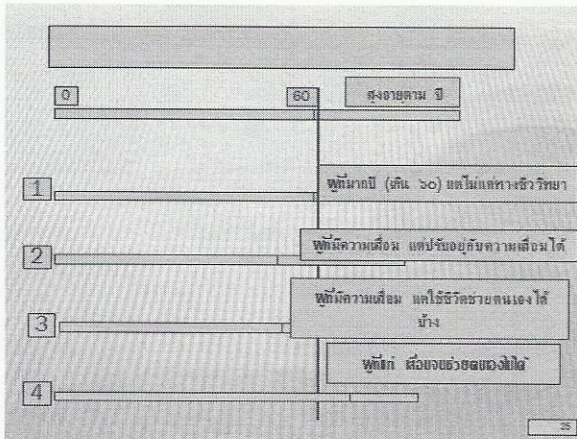 0
60
สูงอายุตาม ปี
1
ผู้ที่มากปี (เกิน ๖๐) แต่ไม่แก่ทางชีววิทยา
2
ผู้ที่มีความเสื่อม แต่ปรับอยู่กับความเสื่อมได้
ผู้ที่มีความเสื่อม แต่ใช้ชีวิตช่วยตนเองได้
บ้าง
3
ผู้ที่แก่ เสื่อมจนช่วยตนเองไม่ได้
4
25